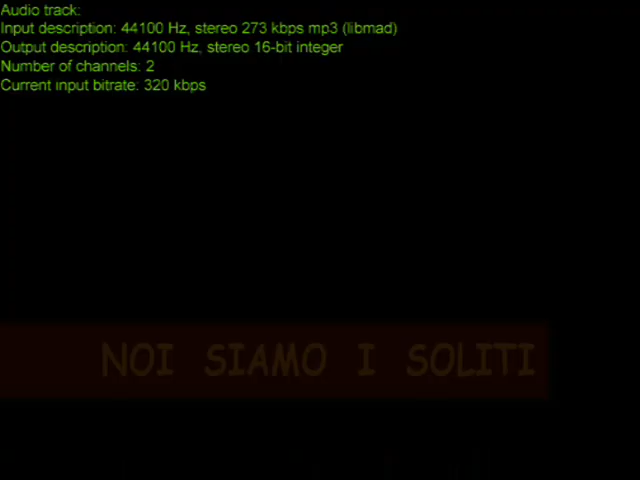 Audio track:
Input description: 44100 Hz, stereo 273 kbps mp3 (libmad)
Output description: 44100 Hz, stereo 16-bit integer
Number of channels: 2
Current input bitrate: 320 kbps
NOI SIAMO I SOLITI